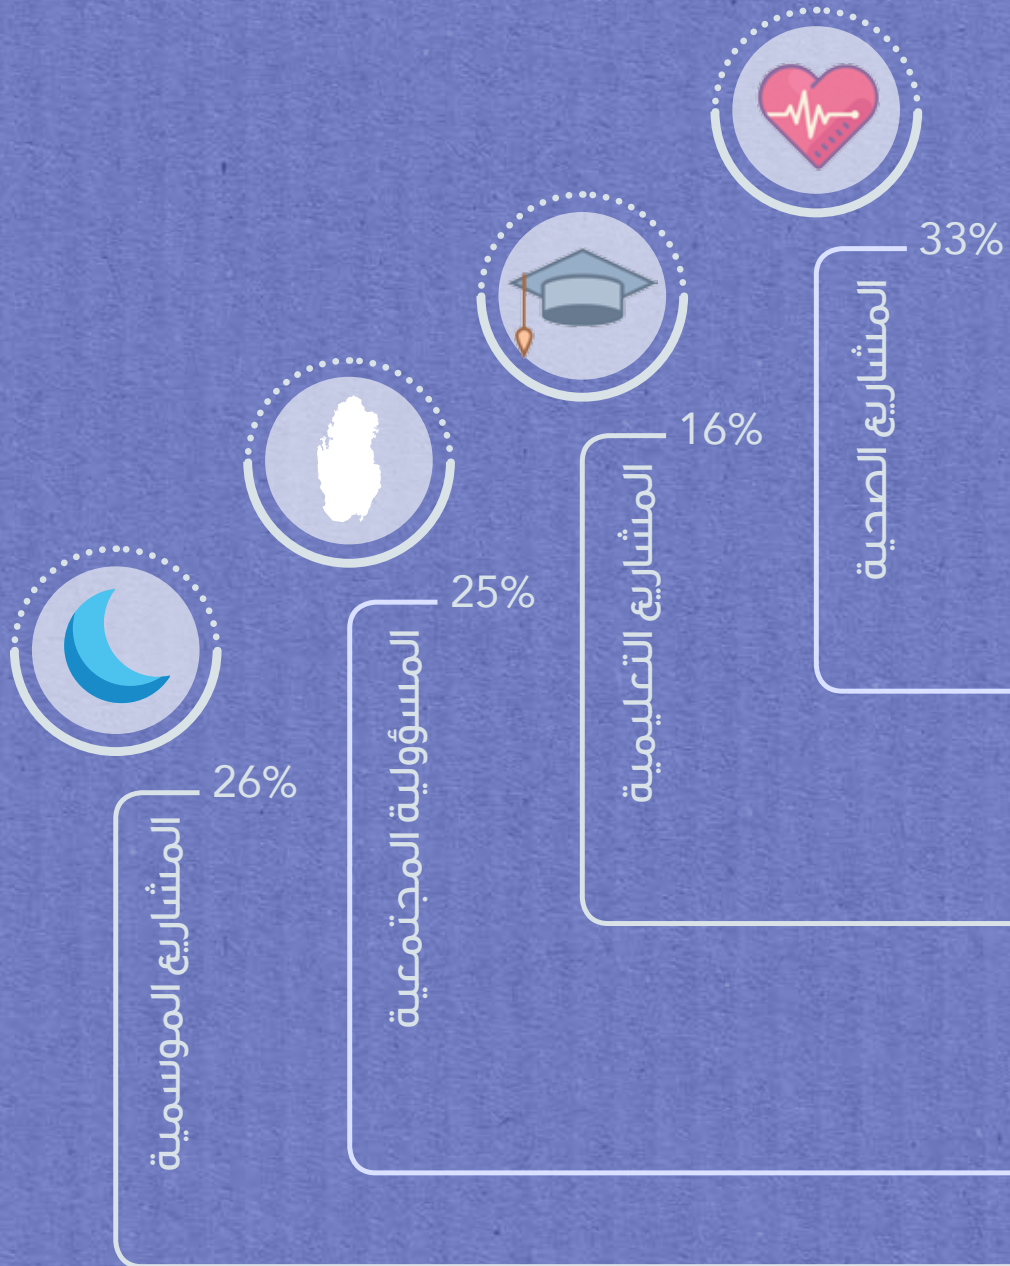 33%
المشاريع الصحية
16%
المشاريع التعليمية
25%
المسؤولية المجتمعية
26%
المشاريع الموسمية